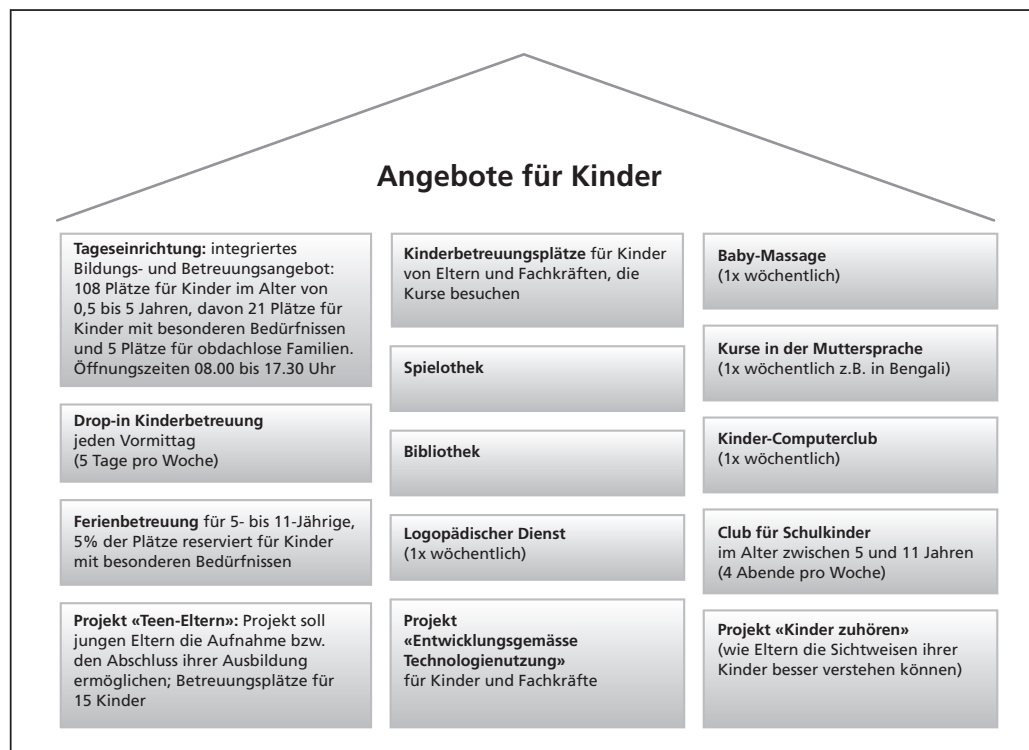 Angebote für Kinder
Tageseinrichtung: integriertes
Bildungs- und Betreuungsangebot:
108 Plätze für Kinder im Alter von
0,5 bis 5 Jahren, davon 21 Plätze für
Kinder mit besonderen Bedürfnissen
und 5 Plätze für obdachlose Familien.
Öffnungszeiten 08.00 bis 17.30 Uhr
Drop-in Kinderbetreuung
jeden Vormittag
(5 Tage pro Woche)
Ferienbetreuung für 5- bis 11-Jährige,
5% der Plätze reserviert für Kinder
mit besonderen Bedürfnissen
Projekt «Teen-Eltern»: Projekt soll
jungen Eltern die Aufnahme bzw.
den Abschluss ihrer Ausbildung
ermöglichen; Betreuungsplätze für
15 Kinder
Kinderbetreuungsplätze für Kinder
von Eltern und Fachkräften, die
Kurse besuchen
Spielothek
Bibliothek
Logopädischer Dienst
(1x wöchentlich)
Projekt
«Entwicklungsgemässe
Technologienutzung»
für Kinder und Fachkräfte
Baby-Massage
(1x wöchentlich)
Kurse in der Muttersprache
(1x wöchentlich z.B. in Bengali)
Kinder-Computerclub
(1x wöchentlich)
Club für Schulkinder
im Alter zwischen 5 und 11 Jahren
(4 Abende pro Woche)
Projekt «Kinder zuhören»
(wie Eltern die Sichtweisen ihrer
Kinder besser verstehen können)